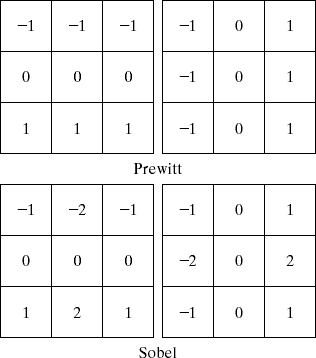 −1 −1 −1 −1 0 1
0 0 0 −1 0 1
1 1 1 −1 0 1
Prewitt
−1 −2 −1 −1 0 1
0 0 0 −2 0 2
1 2 1 −1 0 1
Sobel